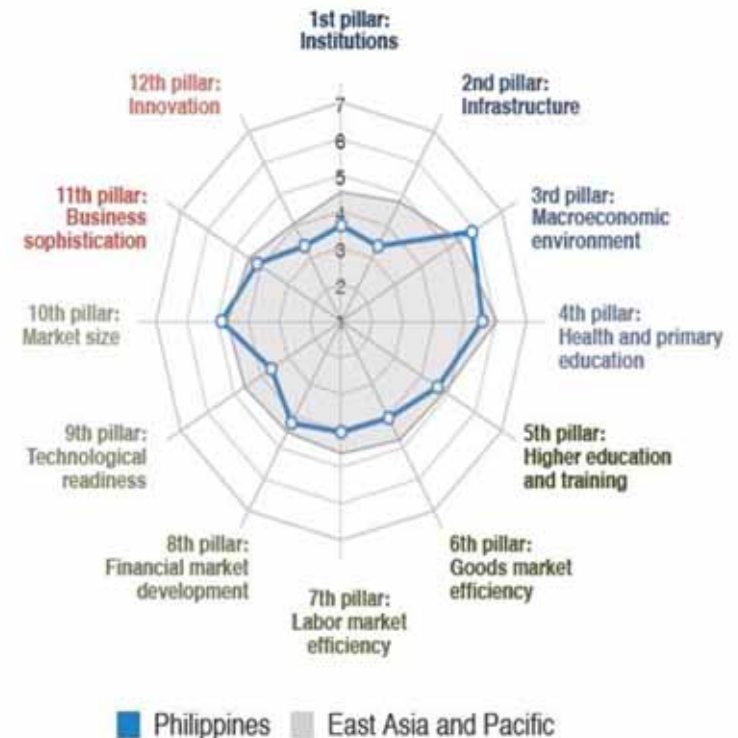 1st pillar:
Institutions
2nd pillar:
Infrastructure
3rd pillar:
Macroeconomic
environment
4th pillar:
Health and primary
education
5th pillar:
Higher education
and training
6th pillar:
Goods market
efficiency
7th pillar:
Labor market
efficiency
8th pillar:
Financial market
development
9th pillar:
Technological
readiness
10th pillar:
Market size
11th pillar:
Business
sophistication
12th pillar:
Innovation
7
6
5
4
3
2
1
Philippines East Asia and Pacific